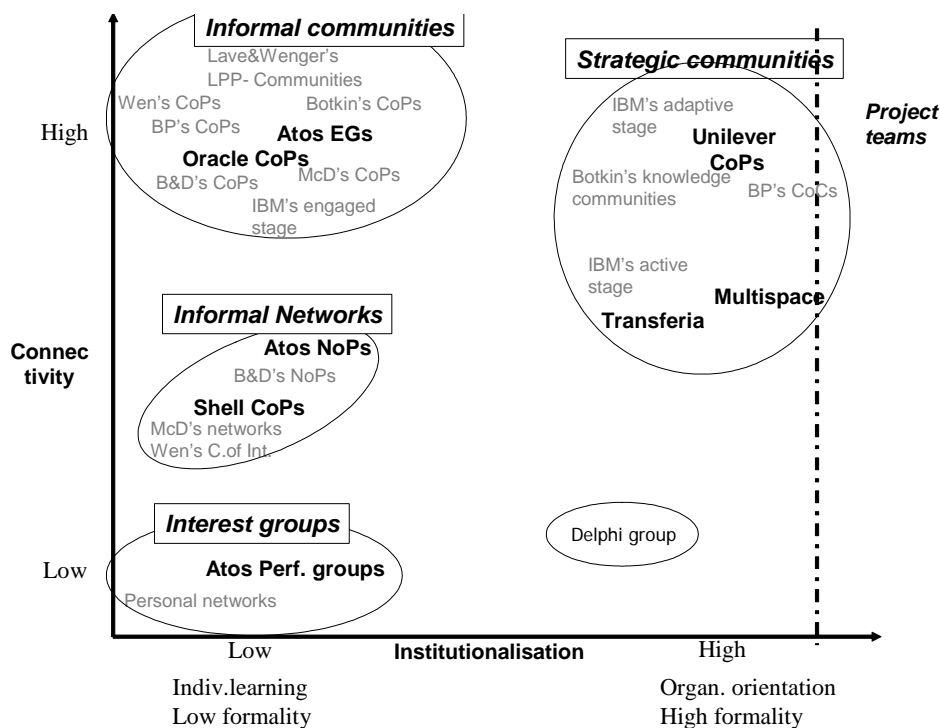 Informal communities
Lave&Wenger's
LPP- Communities
Wen's CoPs
Botkin's CoPs
BP's CoPs
Atos EGs
Oracle CoPs
B&D's CoPs
McD's CoPs
IBM's engaged
stage
Strategic communities
IBM's adaptive
stage
Unilever
CoPs
Botkin's knowledge
communities
BP's CoCs
IBM's active
stage
Multispace
Transferia
Project
teams
High
Informal Networks
Atos NoPs
B&D's NoPs
Shell CoPs
McD's networks
Wen's C.of Int.
Connec
tivity
Interest groups
Atos Perf. groups
Personal networks
Delphi group
Low
Low
Institutionalisation
High
Indiv.learning
Low formality
Organ. orientation
High formality